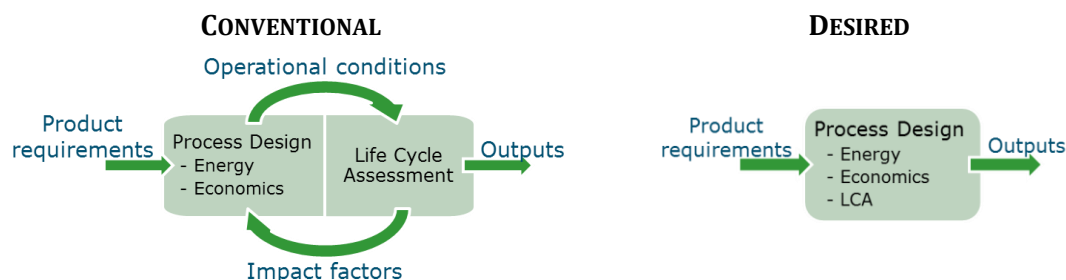 CONVENTIONAL
Operational conditions
Product
requirements
Process Design
- Energy
- Economics
Life Cycle
Assessment
Outputs
Impact factors
DESIRED
Product
requirements
Process Design
- Energy
- Economics
- LCA
Outputs